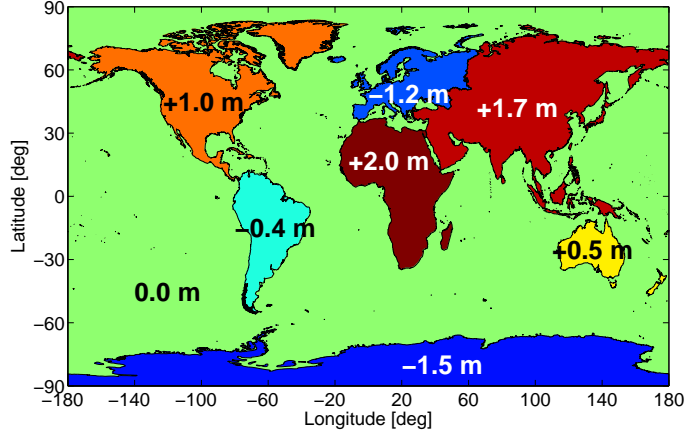 90
60
30
0
−30
−60
−90
Latitude [deg]
+1.0 m
−1.2 m
+1.7 m
+2.0 m
−0.4 m
+0.5 m
0.0 m
−1.5 m
−180 −140 −100 −60 −20 20 60 100 140 180
Longitude [deg]